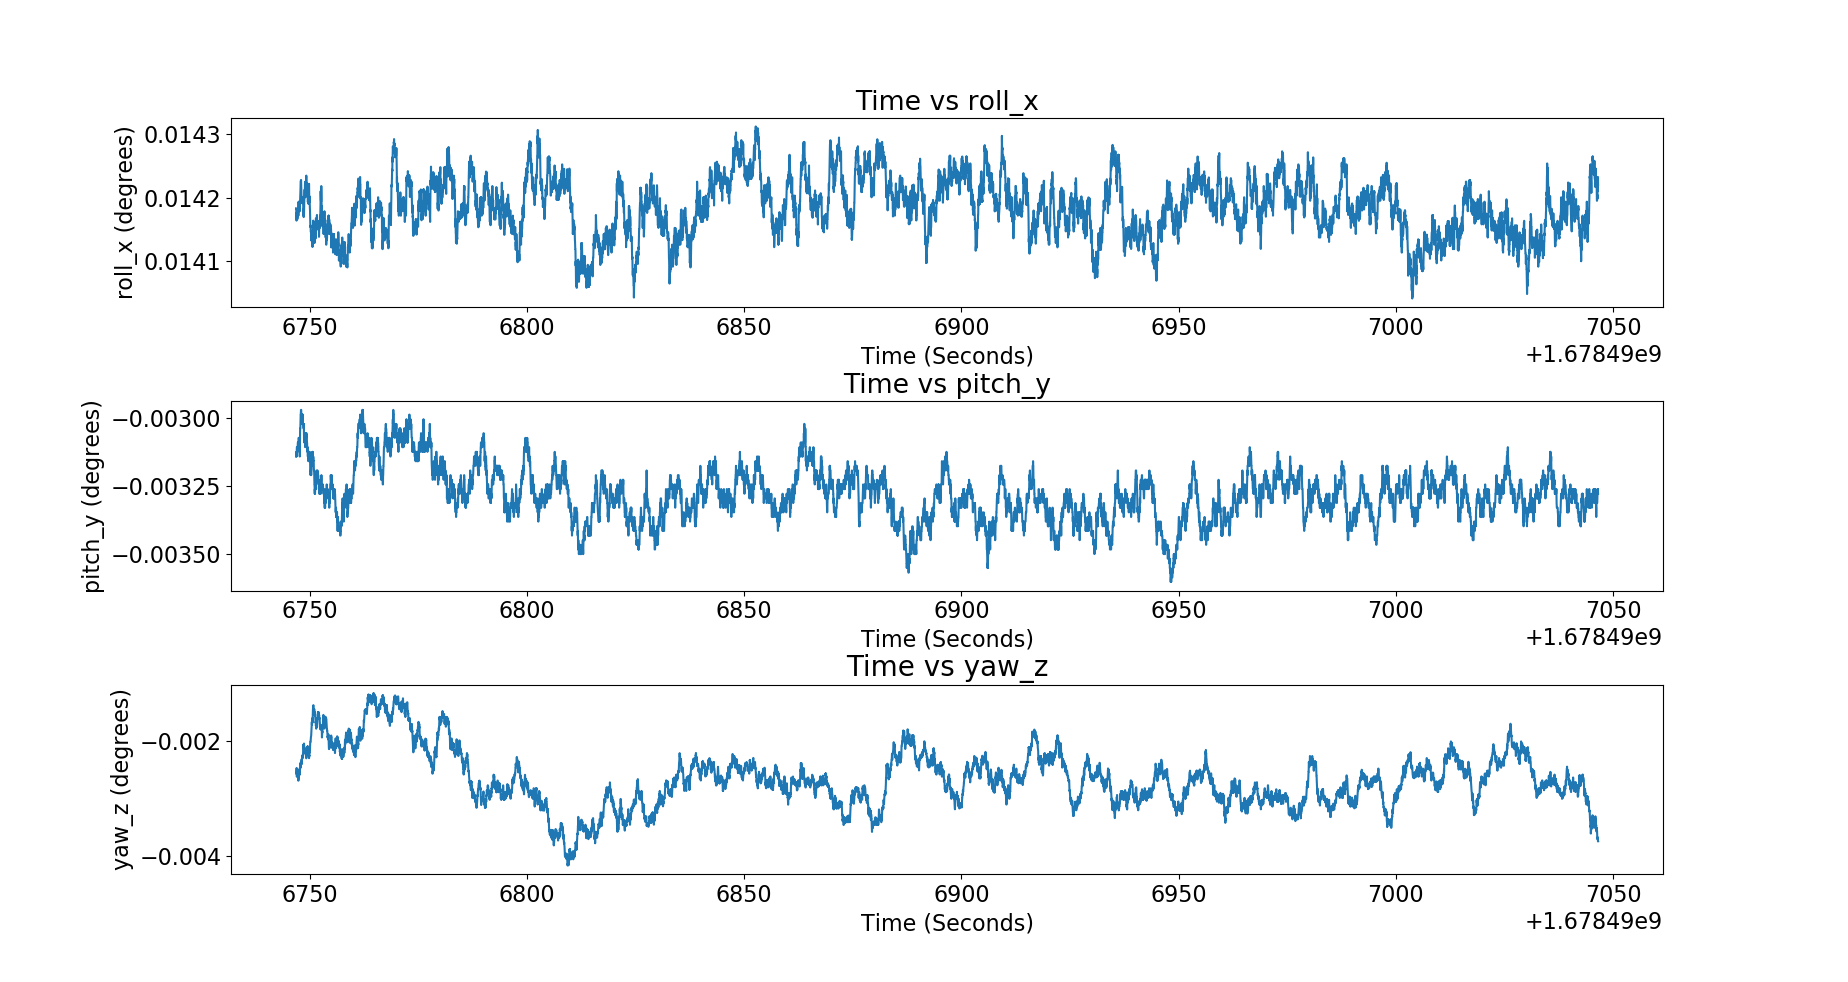 Time vs roll_x
roll_x (degrees)
0.0143
0.0142
0.0141
6750 6800 6850 6900 6950 7000 7050
Time (Seconds)
+1.67849e9
Time vs pitch_y
pitch_y (degrees)
−0.00300
−0.00325
−0.00350
6750 6800 6850 6900 6950 7000 7050
Time (Seconds)
+1.67849e9
Time vs yaw_z
yaw_z (degrees)
−0.002
−0.004
6750 6800 6850 6900 6950 7000 7050
Time (Seconds)
+1.67849e9